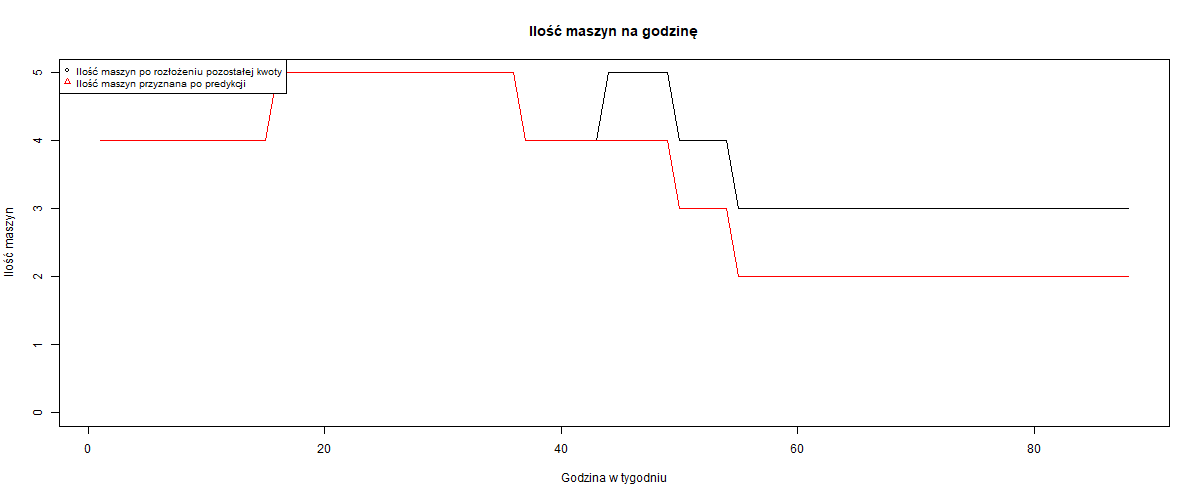 Ilość maszyn na godzinę
Ilość maszyn po rozłożeniu pozostałej kwoty
Ilość maszyn przyznana po predykcji
Ilość maszyn
5
4
3
2
1
0
0 20 40 60 80
Godzina w tygodniu